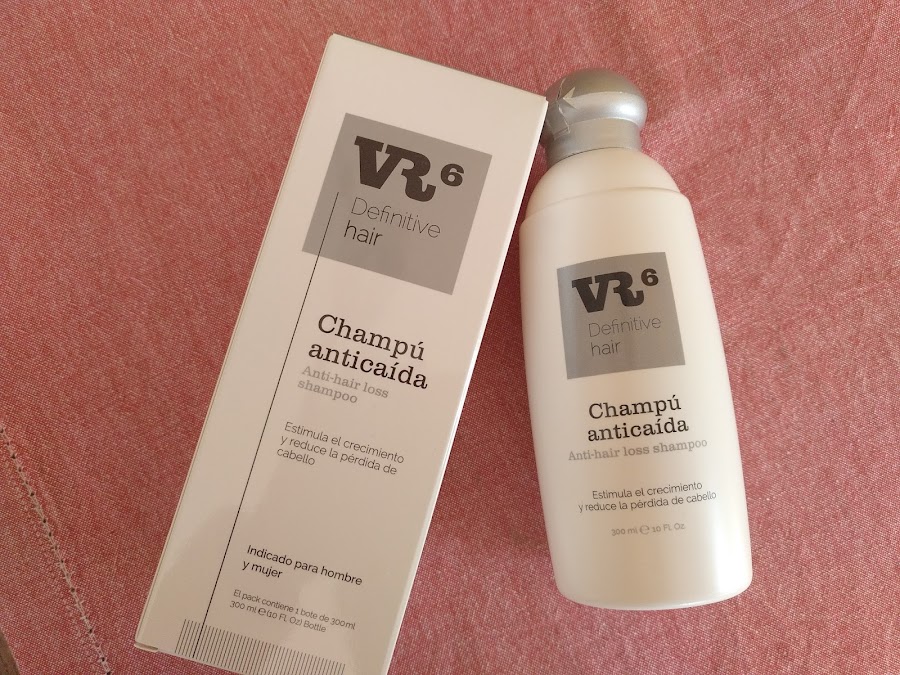 VR6
Definitive
hair
Champú
anticaída
Anti-hair loss
shampoo
Estimula el crecimiento
y reduce la pérdida de
cabello
Indicado para hombre
y mujer
El pack contiene 1 bote de 300ml
300 ml ℮ (10 FL Oz) Bottle
VR6
Definitive
hair
Champú
anticaída
Anti-hair loss shampoo
Estimula el crecimiento
y reduce la pérdida de cabello
300 ml ℮ 10 FL Oz